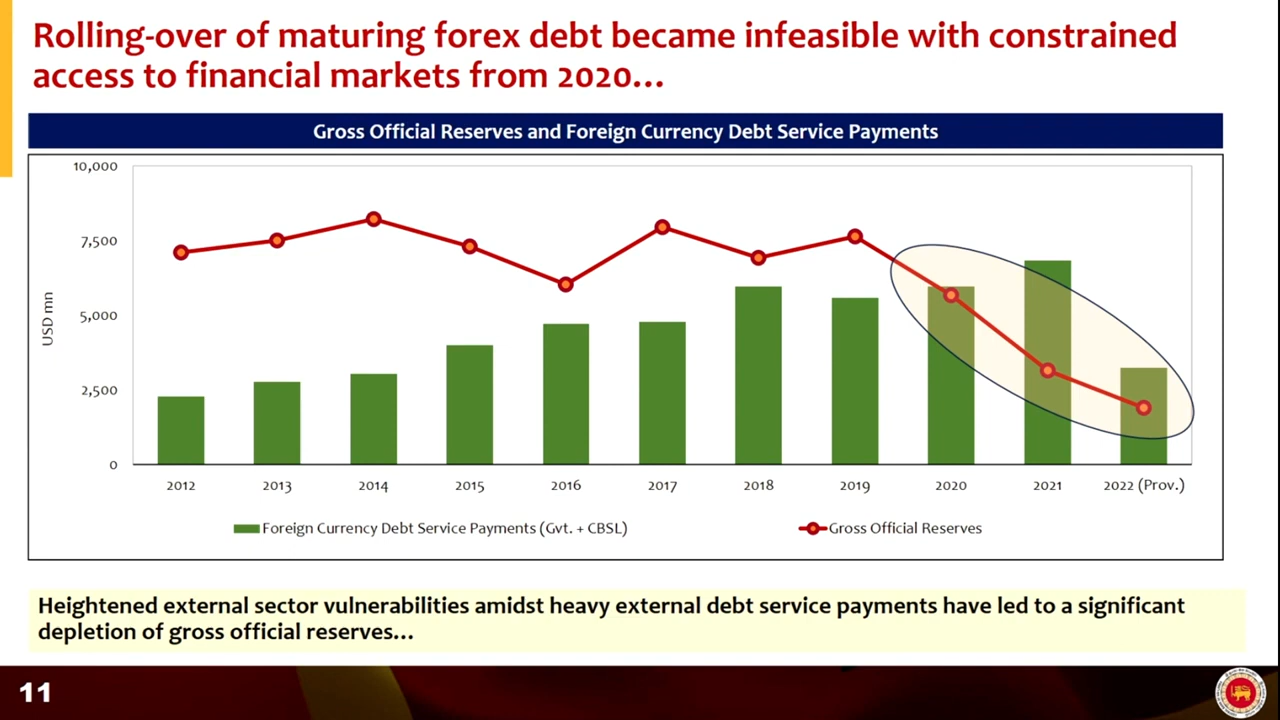 Rolling-over of maturing forex debt became infeasible with constrained
access to financial markets from 2020...
Gross Official Reserves and Foreign Currency Debt Service Payments
10,000
7,500
5,000
2,500
0
USD mn
2012 2013 2014 2015 2016 2017 2018 2019 2020 2021 2022 (Prov.)
Foreign Currency Debt Service Payments (Gvt. + CBSL) Gross Official Reserves
Heightened external sector vulnerabilities amidst heavy external debt service payments have led to a significant
depletion of gross official reserves...
11